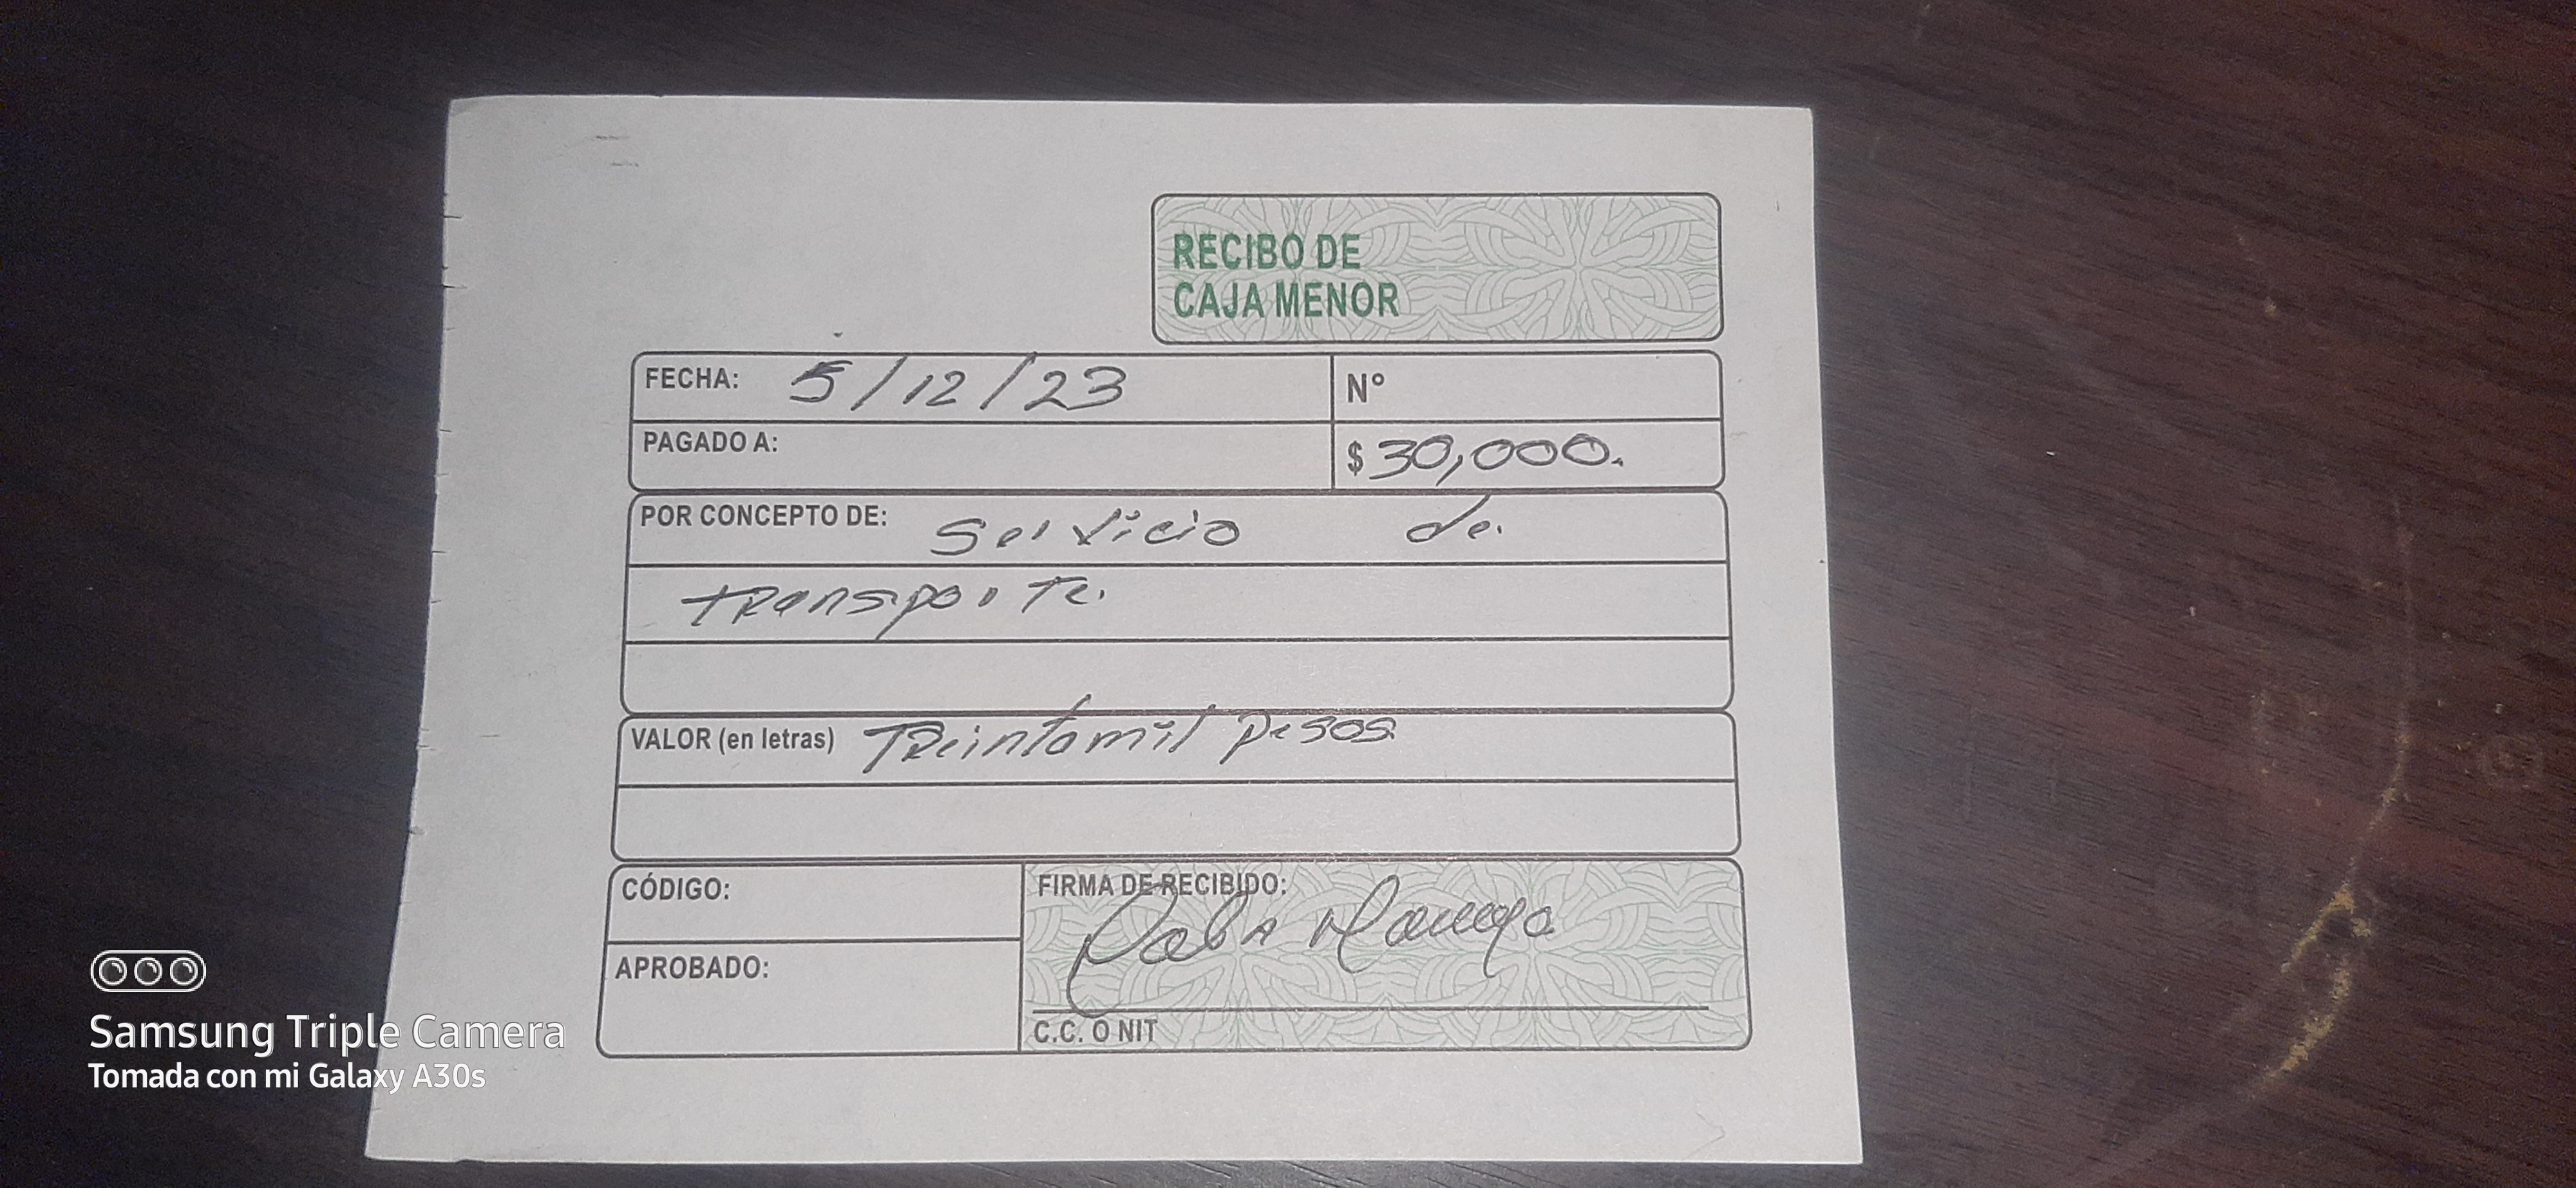 RECIBO DE
CAJA MENOR
FECHA: 5/12/23 Nº
PAGADO A: $ 30,000.
POR CONCEPTO DE: Servicio de
transporte.
VALOR (en letras) Treinta mil pesos
CÓDIGO: FIRMA DE RECIBIDO:
APROBADO:
C.C. O NIT
Samsung Triple Camera
Tomada con mi Galaxy A30s